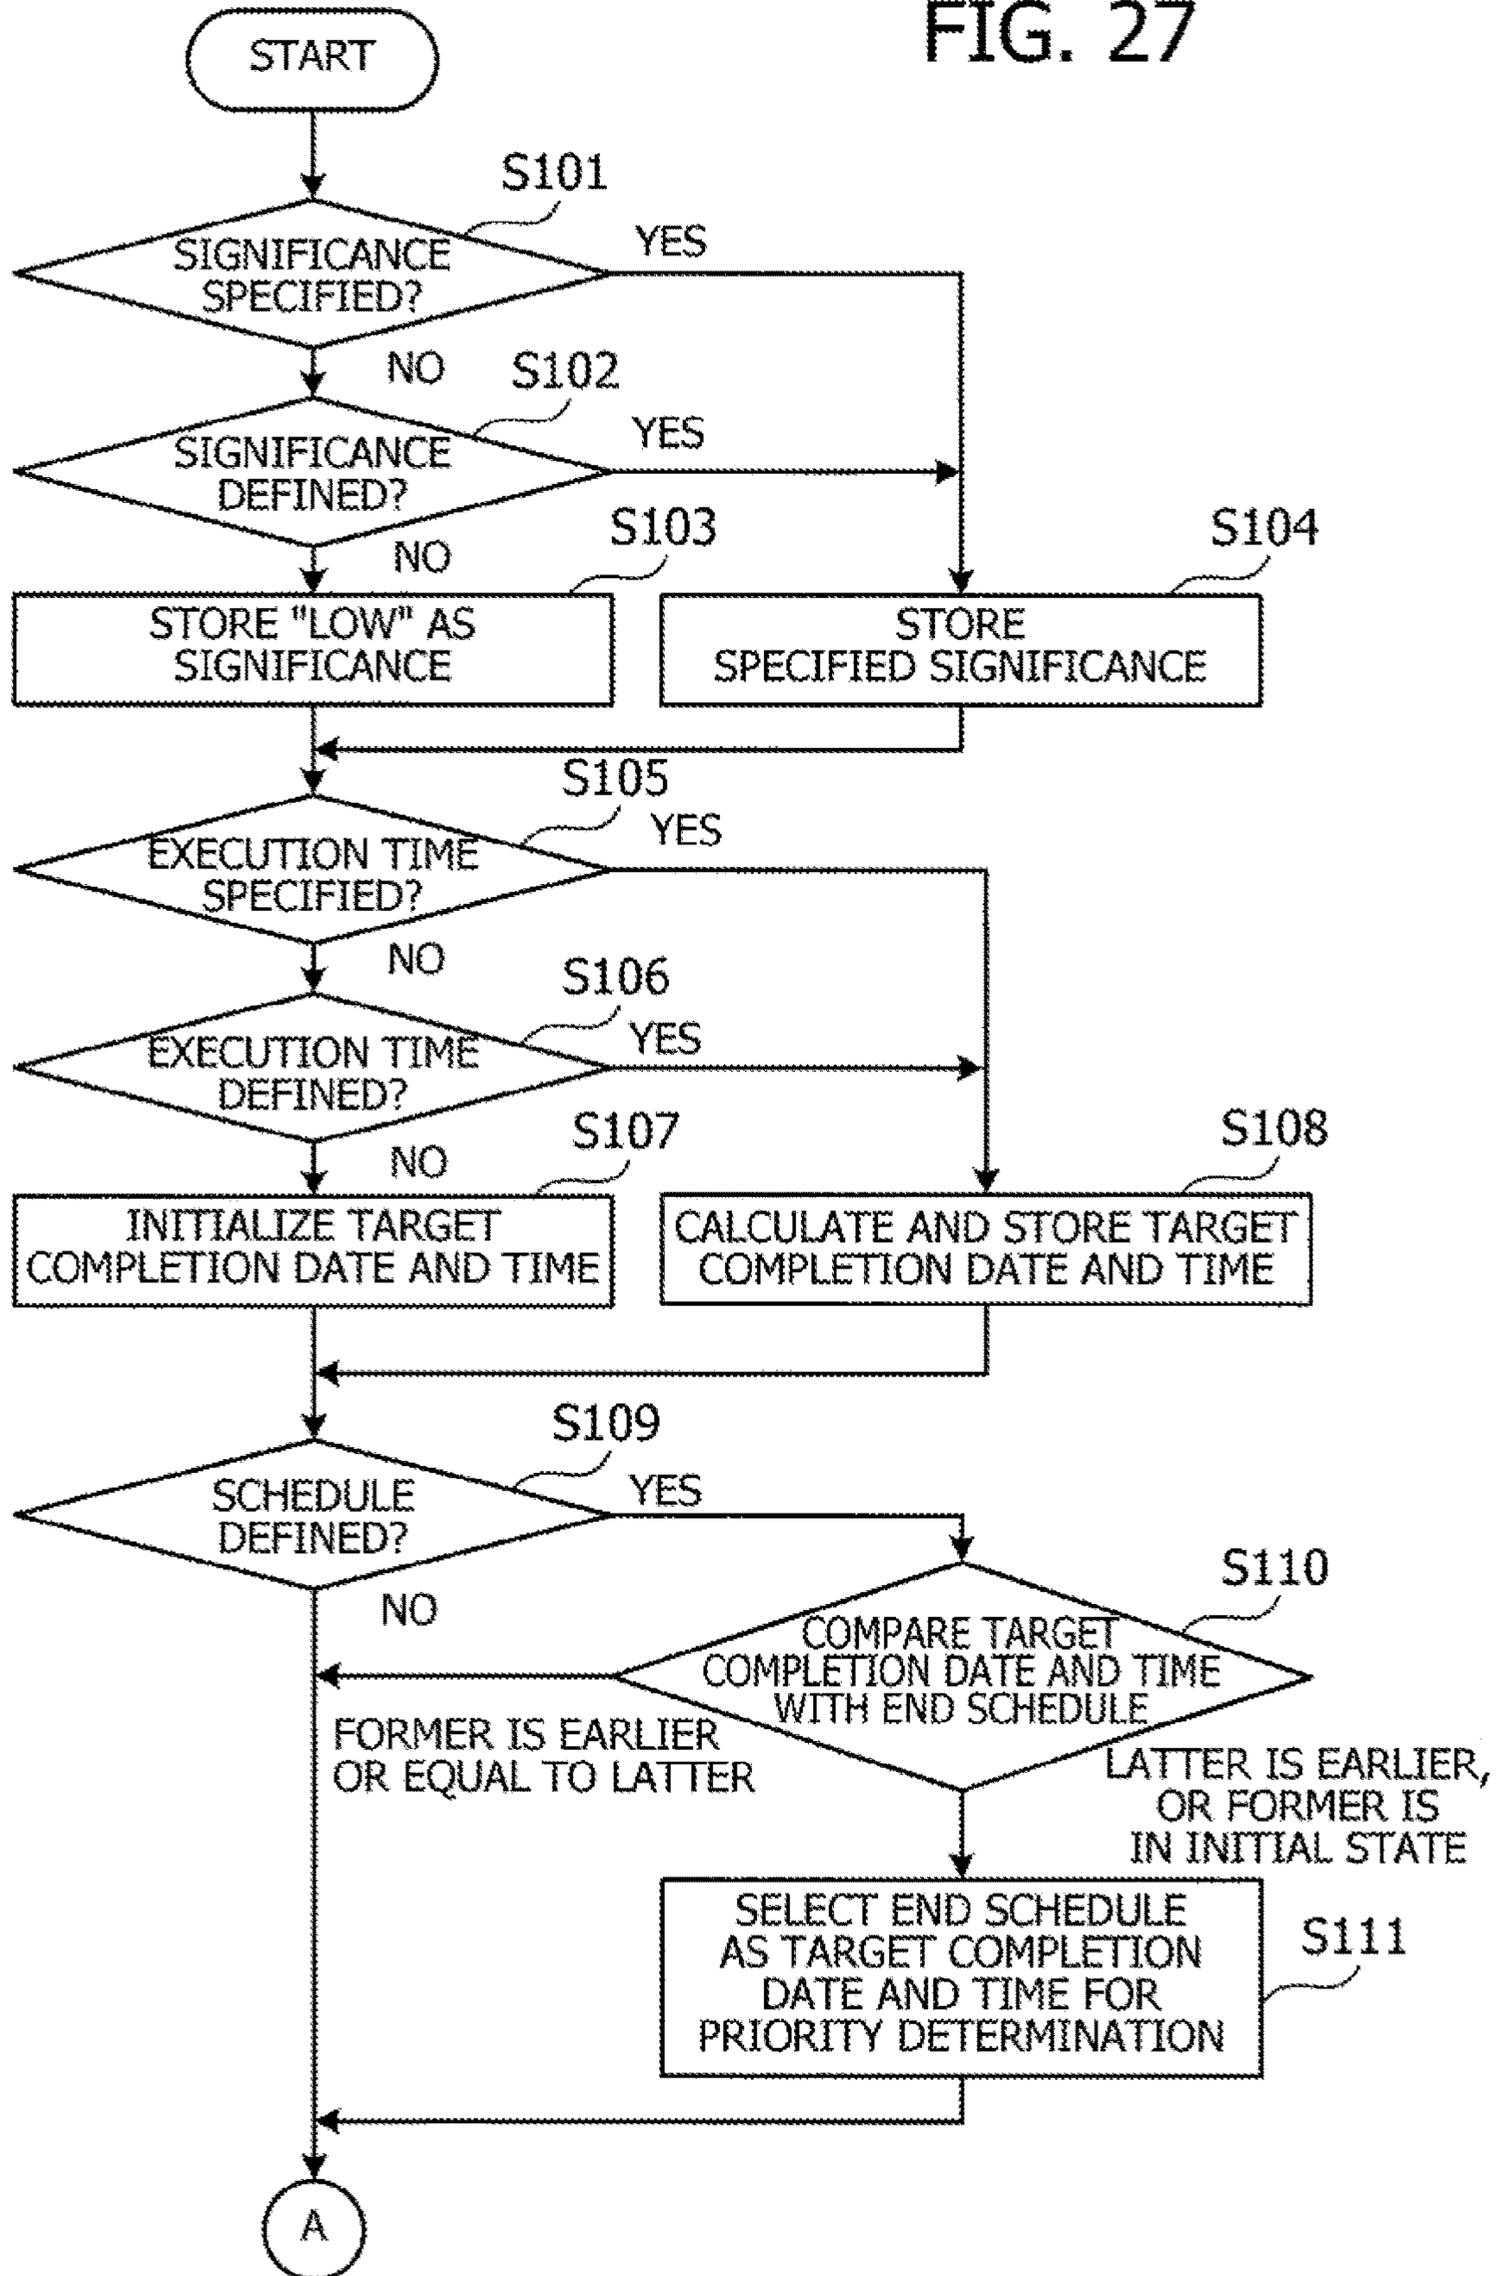 FIG. 27
START
S101
SIGNIFICANCE
SPECIFIED?
YES
NO
S102
SIGNIFICANCE
DEFINED?
YES
NO
S103
STORE "LOW" AS
SIGNIFICANCE
S104
STORE
SPECIFIED SIGNIFICANCE
S105
EXECUTION TIME
SPECIFIED?
YES
NO
S106
EXECUTION TIME
DEFINED?
YES
NO
S107
INITIALIZE TARGET
COMPLETION DATE AND TIME
S108
CALCULATE AND STORE TARGET
COMPLETION DATE AND TIME
S109
SCHEDULE
DEFINED?
YES
NO
S110
COMPARE TARGET
COMPLETION DATE AND TIME
WITH END SCHEDULE
FORMER IS EARLIER
OR EQUAL TO LATTER
LATTER IS EARLIER,
OR FORMER IS
IN INITIAL STATE
SELECT END SCHEDULE
AS TARGET COMPLETION
DATE AND TIME FOR
PRIORITY DETERMINATION
S111
A